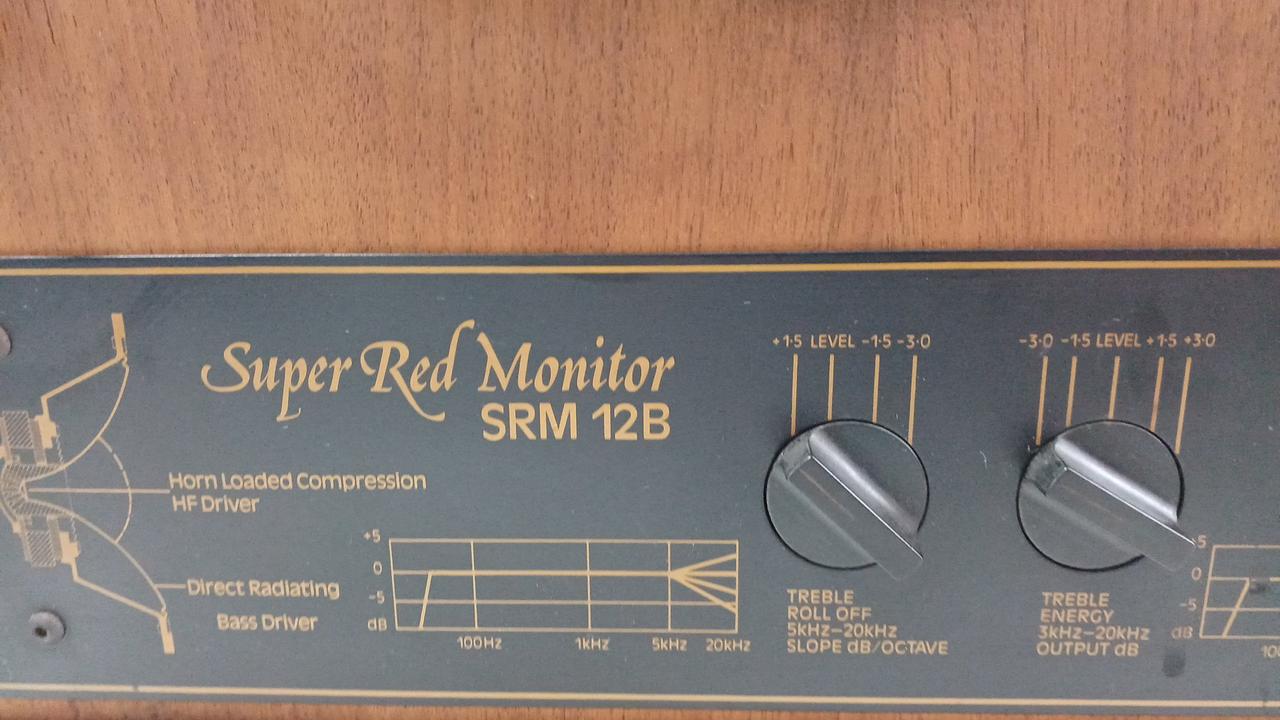 Super Red Monitor
SRM 12B
Horn Loaded Compression
HF Driver
Direct Radiating
Bass Driver
+5
0
-5
dB
100Hz 1kHz 5kHz 20kHz
+1·5 LEVEL -1·5 -3·0
TREBLE
ROLL OFF
5kHz-20kHz
SLOPE dB/OCTAVE
-3·0 -1·5 LEVEL +1·5 +3·0
TREBLE
ENERGY
3kHz-20kHz
OUTPUT dB
0
-5
dB